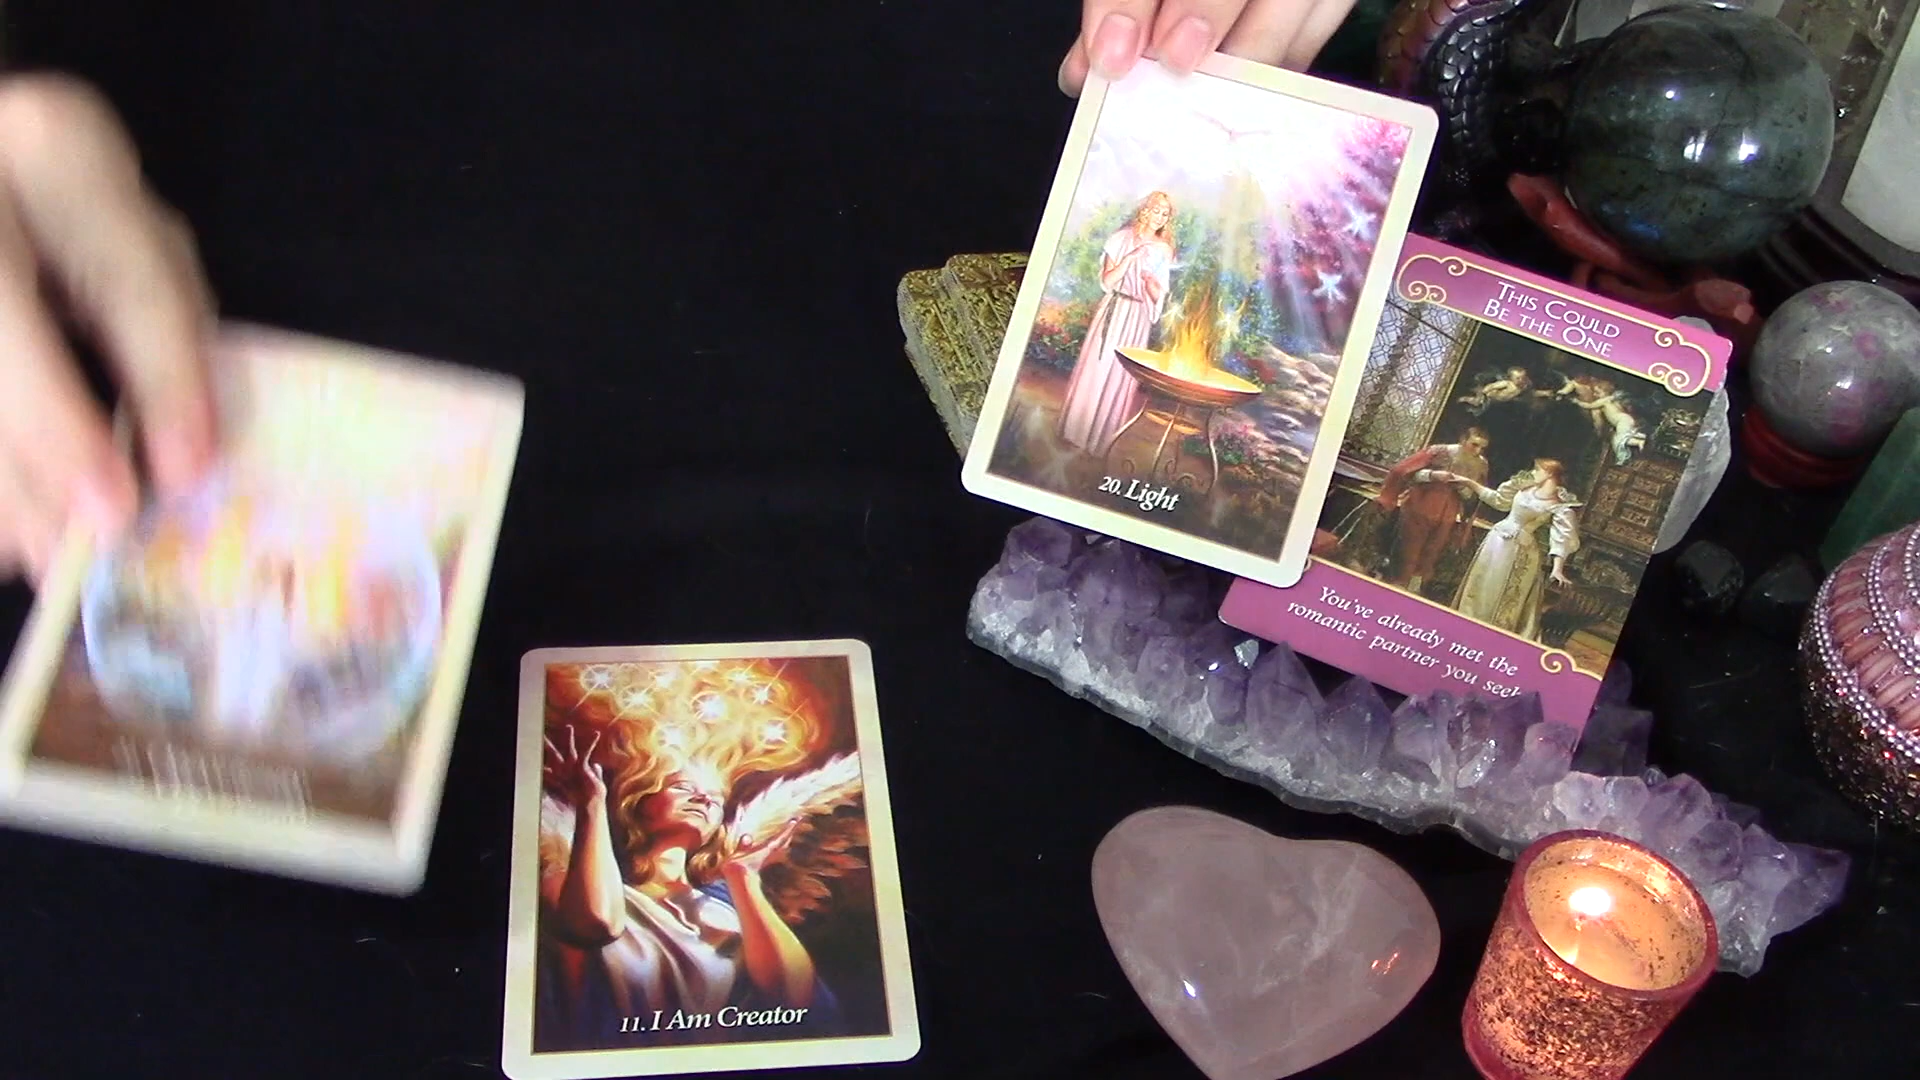 20. Light
THIS COULD
BE THE ONE
You've already met the
romantic partner you seek
11. I Am Creator